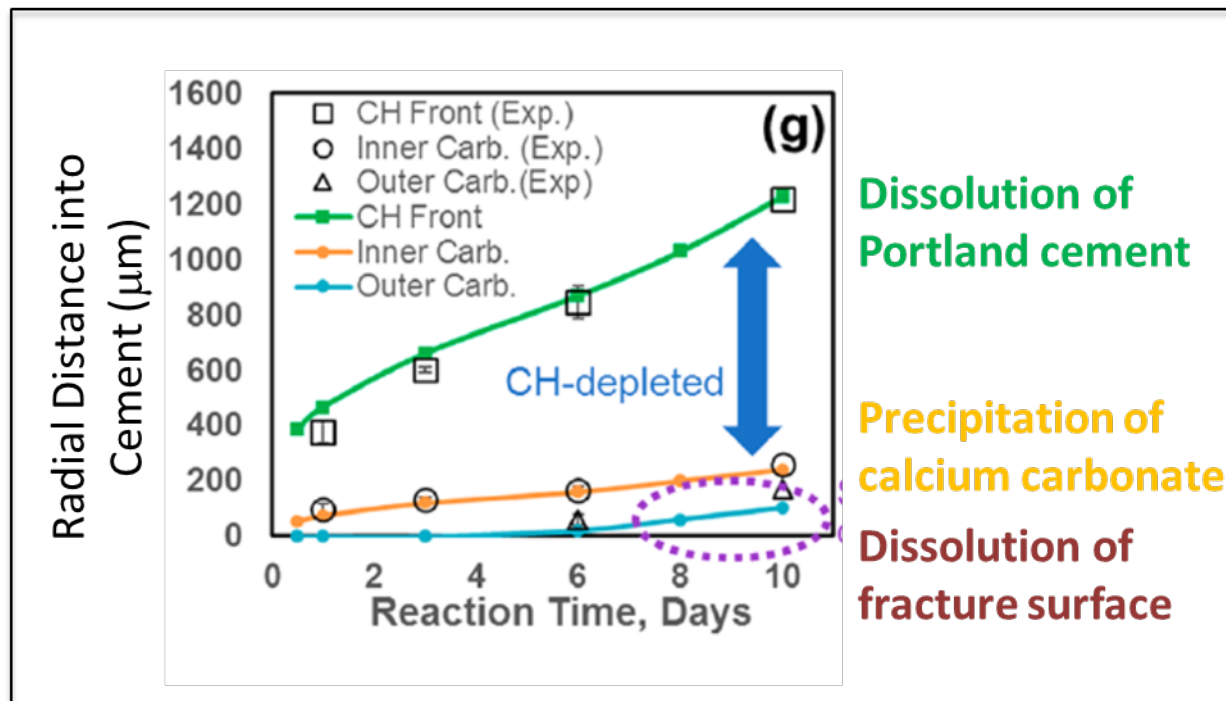 Radial Distance into
Cement (μm)
1600
1400
1200
1000
800
600
400
200
0
0 2 4 6 8 10
Reaction Time, Days
CH Front (Exp.)
Inner Carb. (Exp.)
Outer Carb.(Exp)
CH Front
Inner Carb.
Outer Carb.
(g)
CH-depleted
Dissolution of
Portland cement
Precipitation of
calcium carbonate
Dissolution of
fracture surface